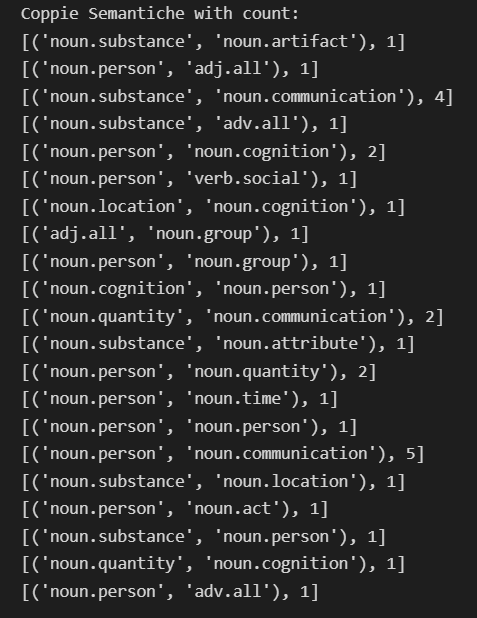 Coppie Semantiche with count:
[('noun.substance', 'noun.artifact'), 1]
[('noun.person', 'adj.all'), 1]
[('noun.substance', 'noun.communication'), 4]
[('noun.substance', 'adv.all'), 1]
[('noun.person', 'noun.cognition'), 2]
[('noun.person', 'verb.social'), 1]
[('noun.location', 'noun.cognition'), 1]
[('adj.all', 'noun.group'), 1]
[('noun.person', 'noun.group'), 1]
[('noun.cognition', 'noun.person'), 1]
[('noun.quantity', 'noun.communication'), 2]
[('noun.substance', 'noun.attribute'), 1]
[('noun.person', 'noun.quantity'), 2]
[('noun.person', 'noun.time'), 1]
[('noun.person', 'noun.person'), 1]
[('noun.person', 'noun.communication'), 5]
[('noun.substance', 'noun.location'), 1]
[('noun.person', 'noun.act'), 1]
[('noun.substance', 'noun.person'), 1]
[('noun.quantity', 'noun.cognition'), 1]
[('noun.person', 'adv.all'), 1]